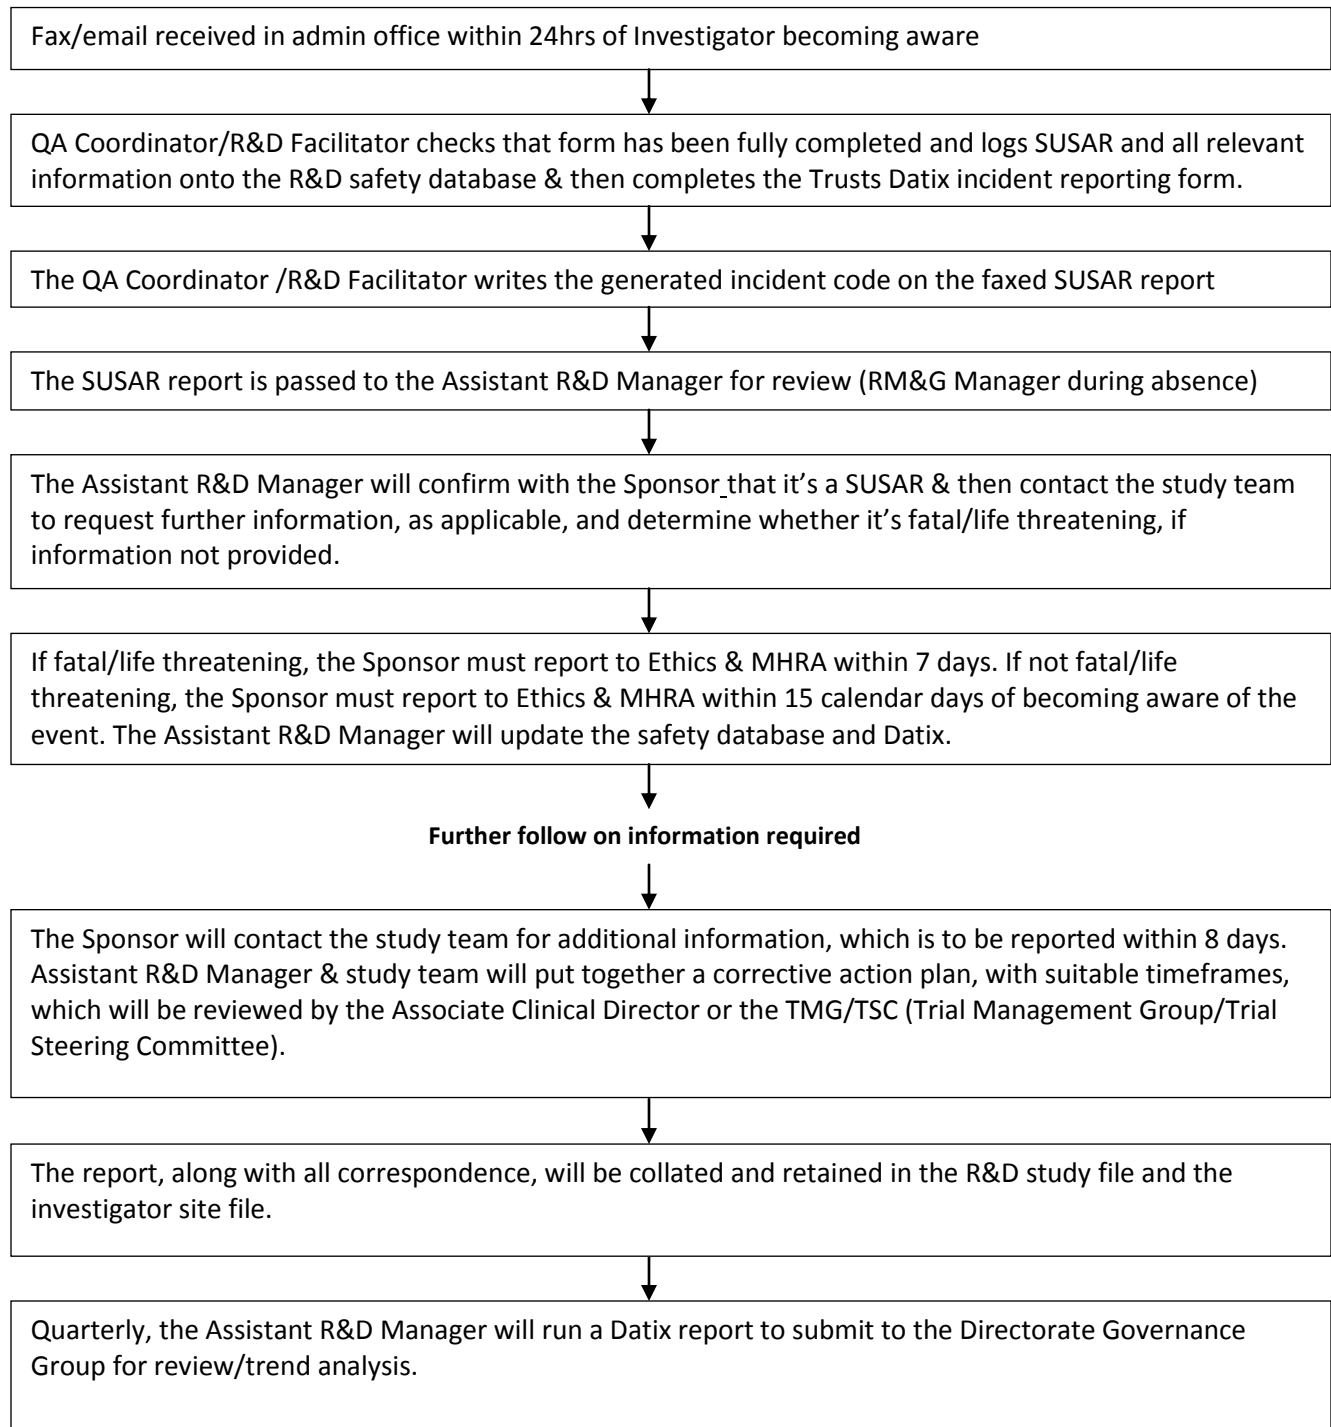 Fax/email received in admin office within 24hrs of Investigator becoming aware
QA Coordinator/R&D Facilitator checks that form has been fully completed and logs SUSAR and all relevant
information onto the R&D safety database & then completes the Trusts Datix incident reporting form.
The QA Coordinator /R&D Facilitator writes the generated incident code on the faxed SUSAR report
The SUSAR report is passed to the Assistant R&D Manager for review (RM&G Manager during absence)
The Assistant R&D Manager will confirm with the Sponsor that it’s a SUSAR & then contact the study team
to request further information, as applicable, and determine whether it’s fatal/life threatening, if
information not provided.
If fatal/life threatening, the Sponsor must report to Ethics & MHRA within 7 days. If not fatal/life
threatening, the Sponsor must report to Ethics & MHRA within 15 calendar days of becoming aware of the
event. The Assistant R&D Manager will update the safety database and Datix.
Further follow on information required
The Sponsor will contact the study team for additional information, which is to be reported within 8 days.
Assistant R&D Manager & study team will put together a corrective action plan, with suitable timeframes,
which will be reviewed by the Associate Clinical Director or the TMG/TSC (Trial Management Group/Trial
Steering Committee).
The report, along with all correspondence, will be collated and retained in the R&D study file and the
investigator site file.
Quarterly, the Assistant R&D Manager will run a Datix report to submit to the Directorate Governance
Group for review/trend analysis.